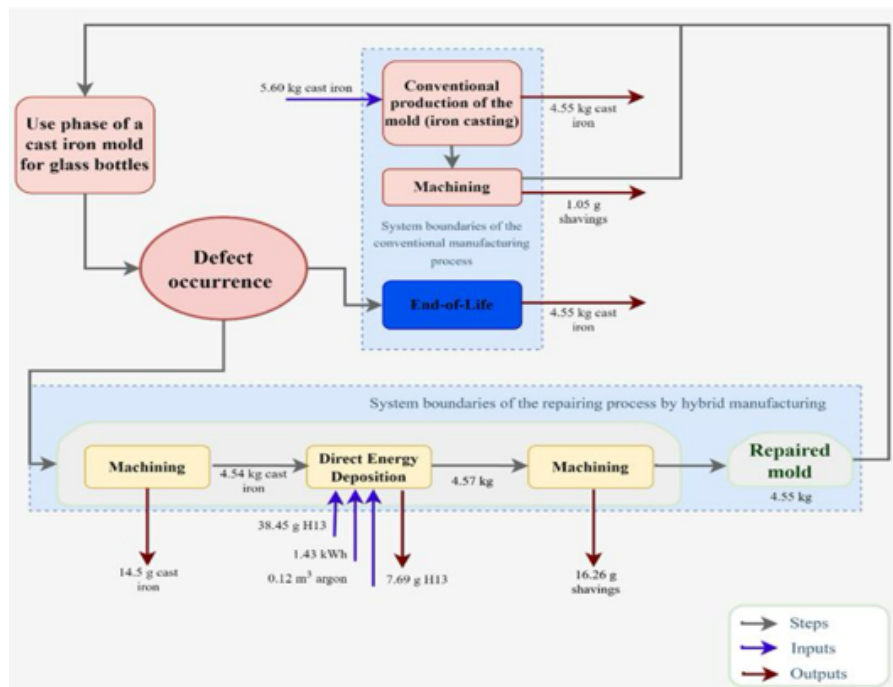 5.60 kg cast iron
Conventional
production of the
mold (iron casting)
4.55 kg cast
iron
Use phase of a
cast iron mold
for glass bottles
Machining
1.05 g
shavings
System boundaries of the
conventional manufacturing
process
Defect
occurrence
End-of-Life
4.55 kg cast
iron
System boundaries of the repairing process by hybrid manufacturing
Machining
4.54 kg cast
iron
Direct Energy
Deposition
4.57 kg
Machining
Repaired
mold
4.55 kg
38.45 g H13
1.43 kWh
0.12 m³ argon
14.5 g cast
iron
7.69 g H13
16.26 g
shavings
Steps
Inputs
Outputs